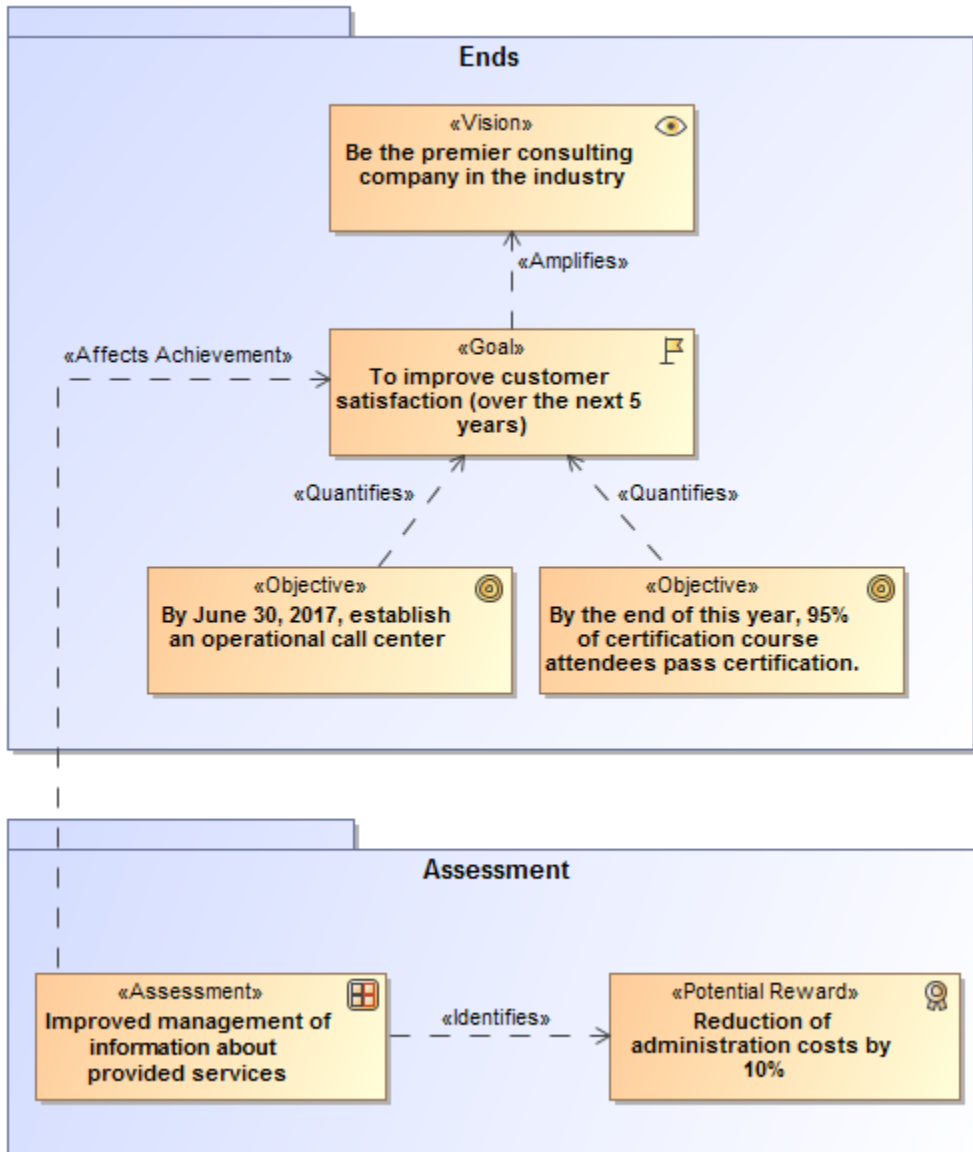 Ends
«Vision»
Be the premier consulting
company in the industry
«Amplifies»
«Affects Achievement»
«Goal»
To improve customer
satisfaction (over the next 5
years)
«Quantifies»
«Quantifies»
«Objective»
By June 30, 2017, establish
an operational call center
«Objective»
By the end of this year, 95%
of certification course
attendees pass certification.
Assessment
«Assessment»
Improved management of
information about
provided services
«Identifies»
«Potential Reward»
Reduction of
administration costs by
10%